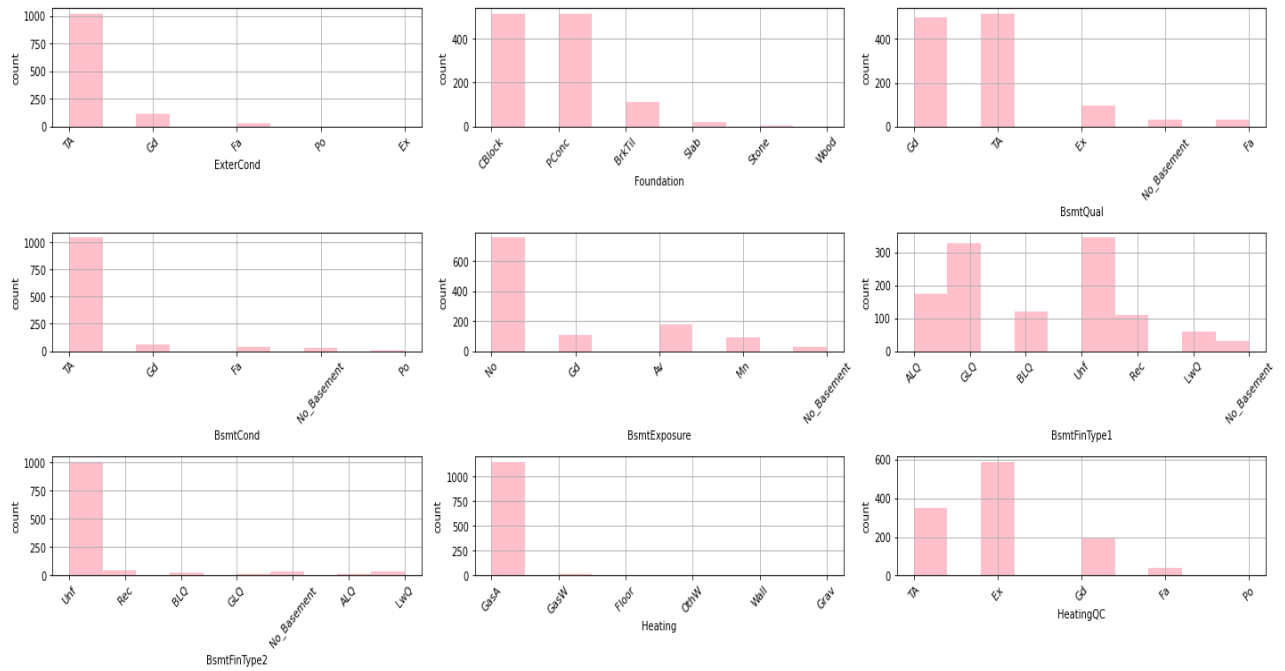 1000
750
500
250
0
count
TA
Gd
Fa
Po
Ex
ExterCond
400
200
0
count
CBlock
PConc
BrkTil
Slab
Stone
Wood
Foundation
400
200
0
count
Gd
TA
Ex
No_Basement
Fa
BsmtQual
1000
750
500
250
0
count
TA
Gd
Fa
No_Basement
Po
BsmtCond
600
400
200
0
count
No
Gd
Av
Mn
No_Basement
BsmtExposure
300
200
100
0
count
ALQ
GLQ
BLQ
Unf
Rec
LwQ
No_Basement
BsmtFinType1
1000
750
500
250
0
count
Unf
Rec
BLQ
GLQ
No_Basement
ALQ
LwQ
BsmtFinType2
1000
750
500
250
0
count
GasA
GasW
Floor
OthW
Wall
Grav
Heating
600
400
200
0
count
TA
Ex
Gd
Fa
Po
HeatingQC